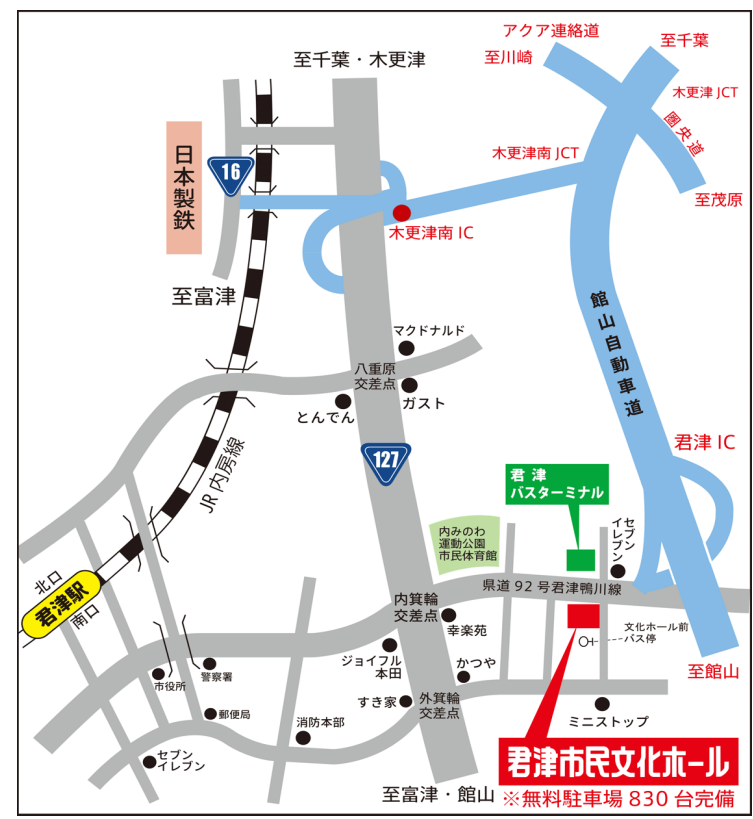 アクア連絡道
至川崎
至千葉
至千葉・木更津
木更津 JCT
圏央道
木更津南 JCT
日本製鉄
16
至茂原
木更津南 IC
至富津
館山自動車道
マクドナルド
八重原
交差点
ガスト
とんでん
JR 内房線
127
君津 IC
君 津
バスターミナル
セブン
イレブン
内みのわ
運動公園
市民体育館
北口
君津駅
南口
県道 92 号君津鴨川線
内箕輪
交差点
幸楽苑
文化ホール前
バス停
ジョイフル
本田
かつや
至館山
警察署
市役所
すき家
外箕輪
交差点
郵便局
消防本部
ミニストップ
セブン
イレブン
君津市民文化ホール
至富津・館山
※無料駐車場 830 台完備